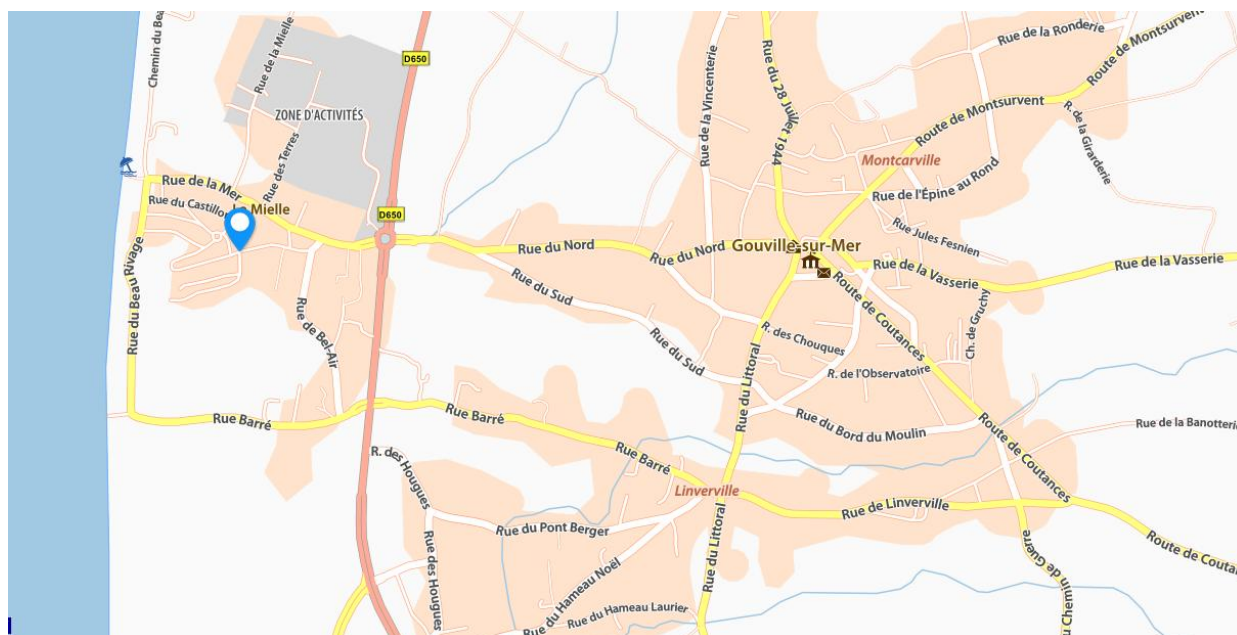 Chemin du Beau
Rue de la Mielle
D650
Rue de la Vincenterie
Rue du 28 Juillet 1944
Rue de la Ronderie
Route de Montsurvent
ZONE D'ACTIVITÉS
Route de Montsurvent
R. de la Girarderie
Rue des Terres
Montcarville
Rue de la Mer
Rue de l'Épine au Rond
Rue du Castillon
Mielle
D650
Rue Jules Fesnien
Rue du Nord
Rue du Nord
Gouville-sur-Mer
Rue de la Vasserie
Rue de la Vasserie
Rue du Beau Rivage
Rue du Sud
Route de Coutances
Rue de Bel-Air
R. des Chouques
Ch. de Gruchy
Rue du Sud
R. de l'Observatoire
Rue du Littoral
Rue Barré
Rue Barré
Rue du Bord du Moulin
Route de Coutances
Rue de la Banotterie
R. des Hougues
Rue Barré
Linverville
Rue de Linverville
Rue du Pont Berger
Rue du Littoral
Route de Coutan
Rue des Hougues
Rue du Hameau Noël
u Chemin de Guerre
Rue du Hameau Laurier